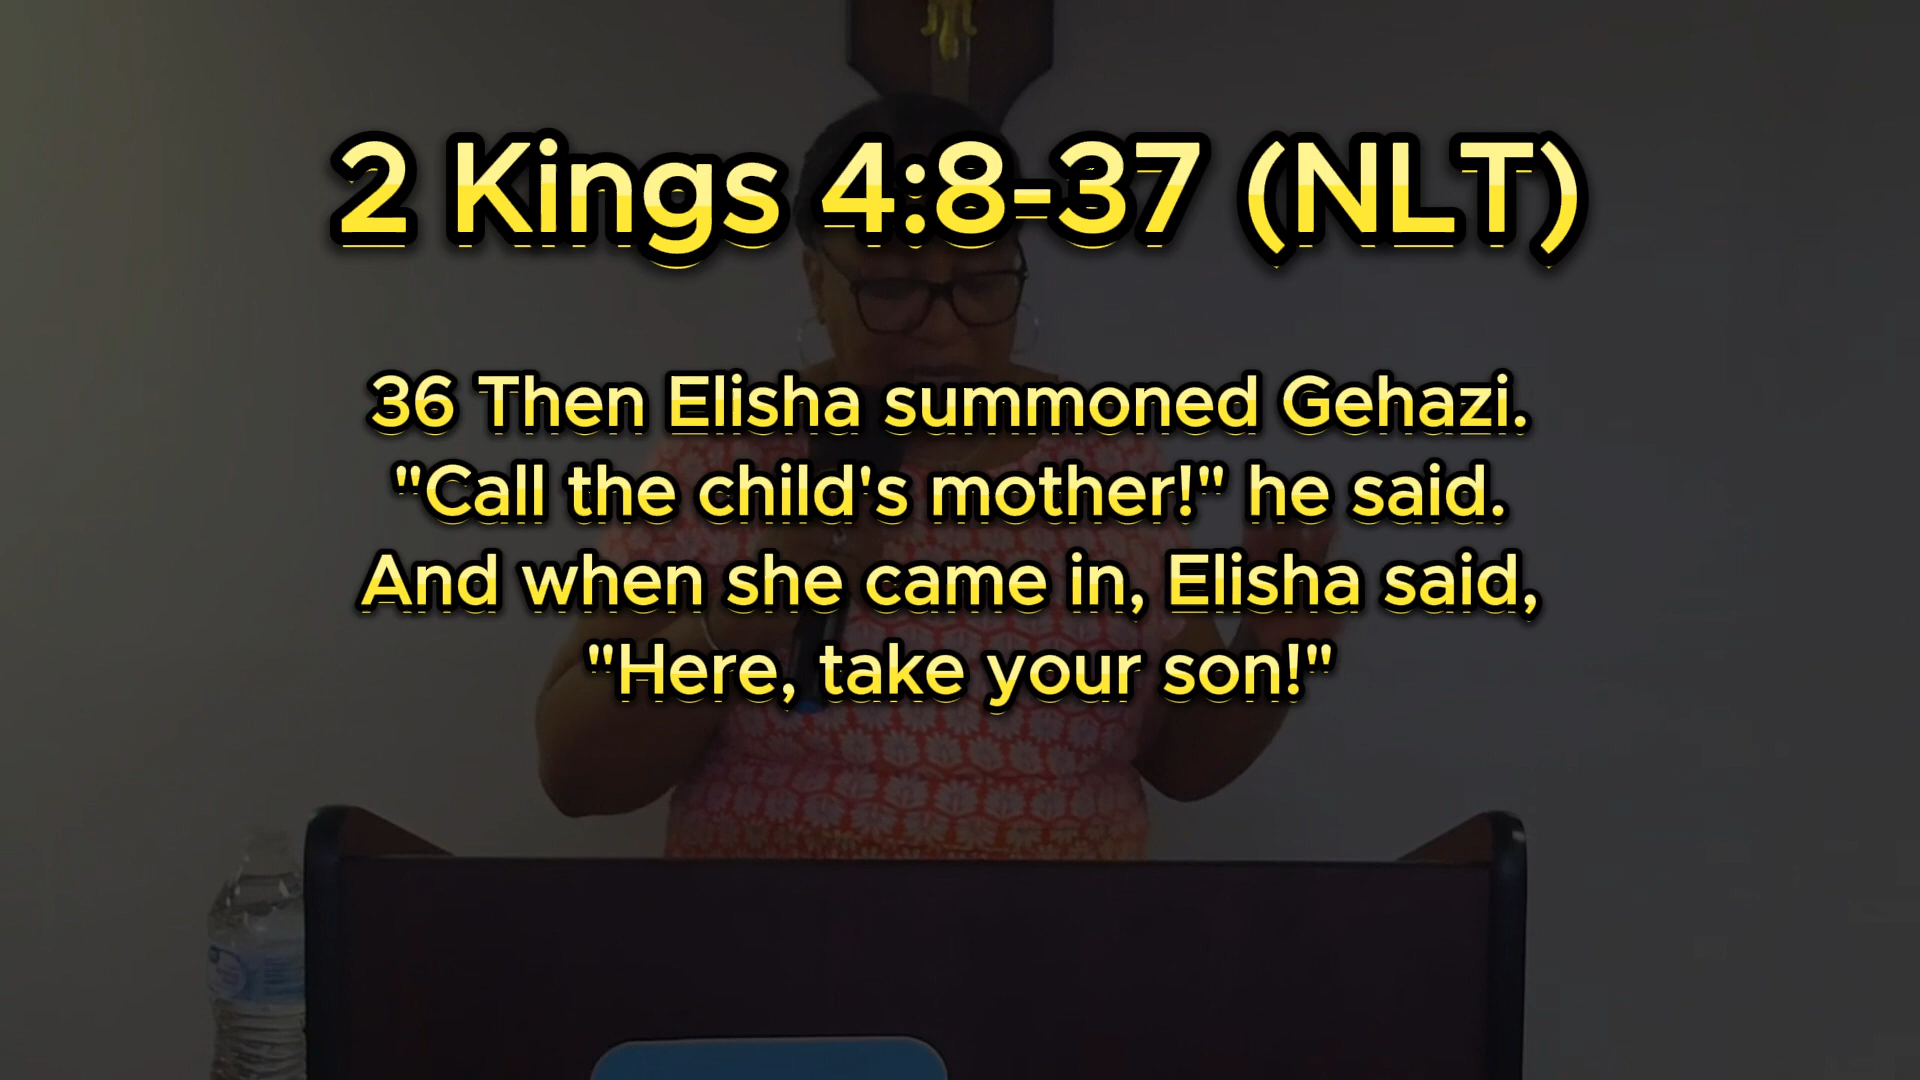 2 Kings 4:8-37 (NLT)
36 Then Elisha summoned Gehazi.
"Call the child's mother!" he said.
And when she came in, Elisha said,
"Here, take your son!"